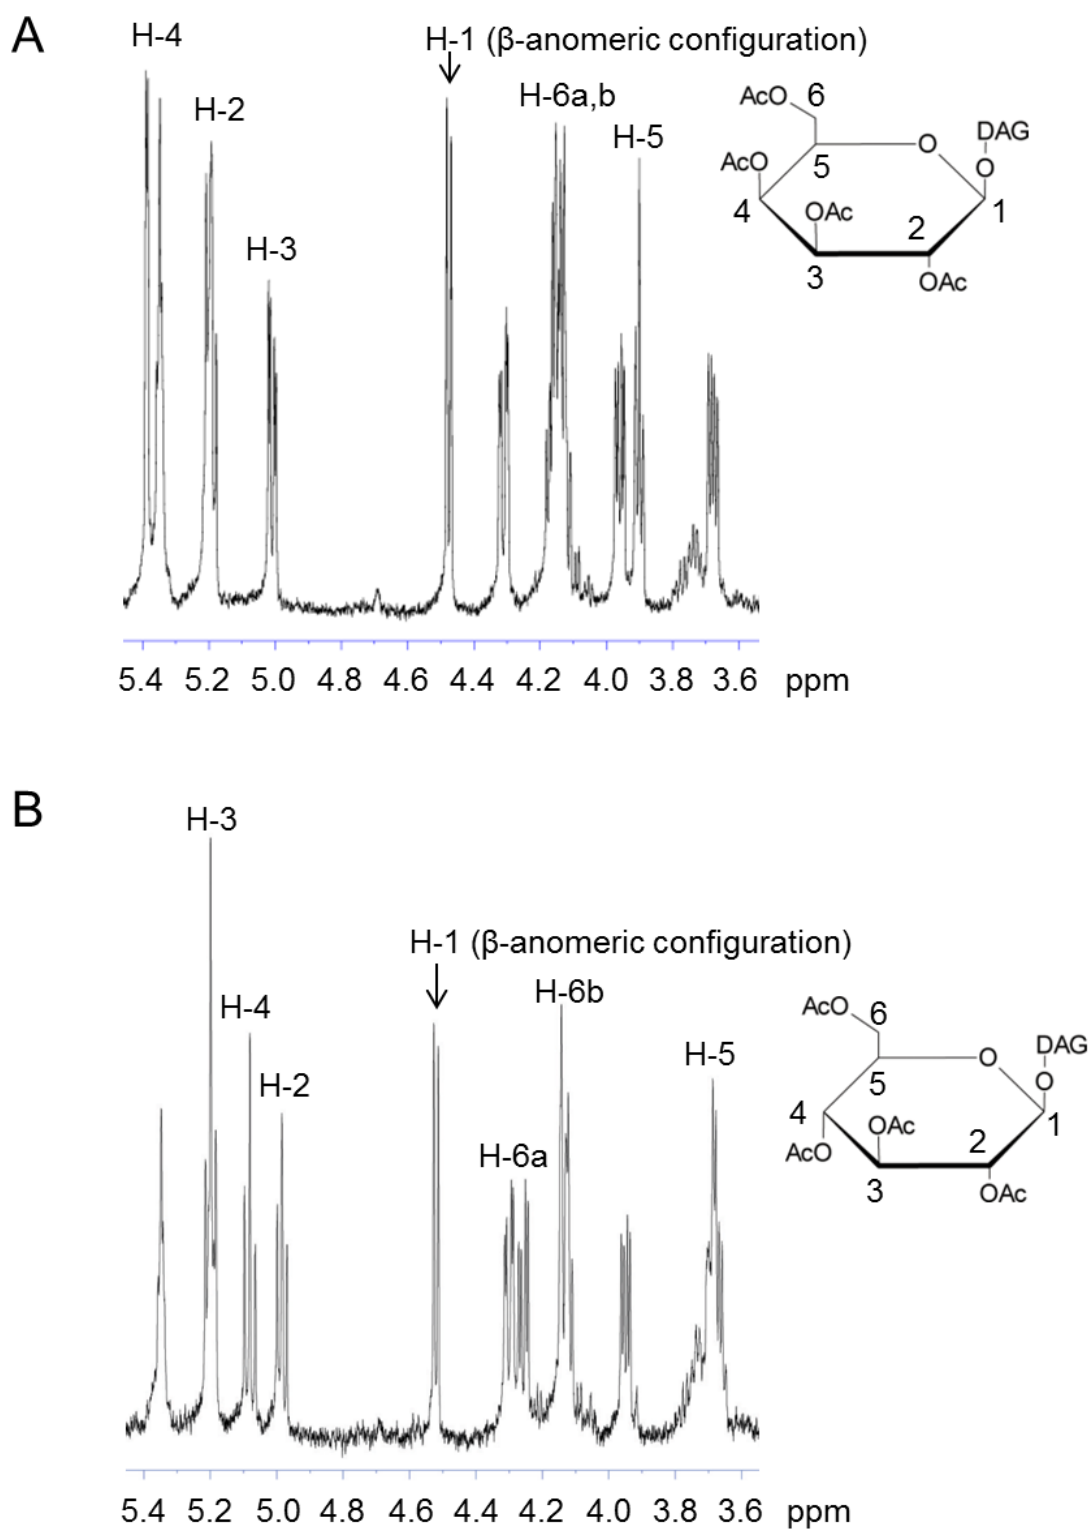 A
H-4
H-1 (β-anomeric configuration)
H-2
H-6a,b
H-5
H-3
AcO 6
DAG
O
O
AcO
5
4
OAc
2
1
3
OAc
5.4 5.2 5.0 4.8 4.6 4.4 4.2 4.0 3.8 3.6 ppm
B
H-3
H-1 (β-anomeric configuration)
H-4
H-6b
H-2
H-5
H-6a
AcO 6
DAG
O
O
5
4
OAc
1
AcO
2
3
OAc
5.4 5.2 5.0 4.8 4.6 4.4 4.2 4.0 3.8 3.6 ppm